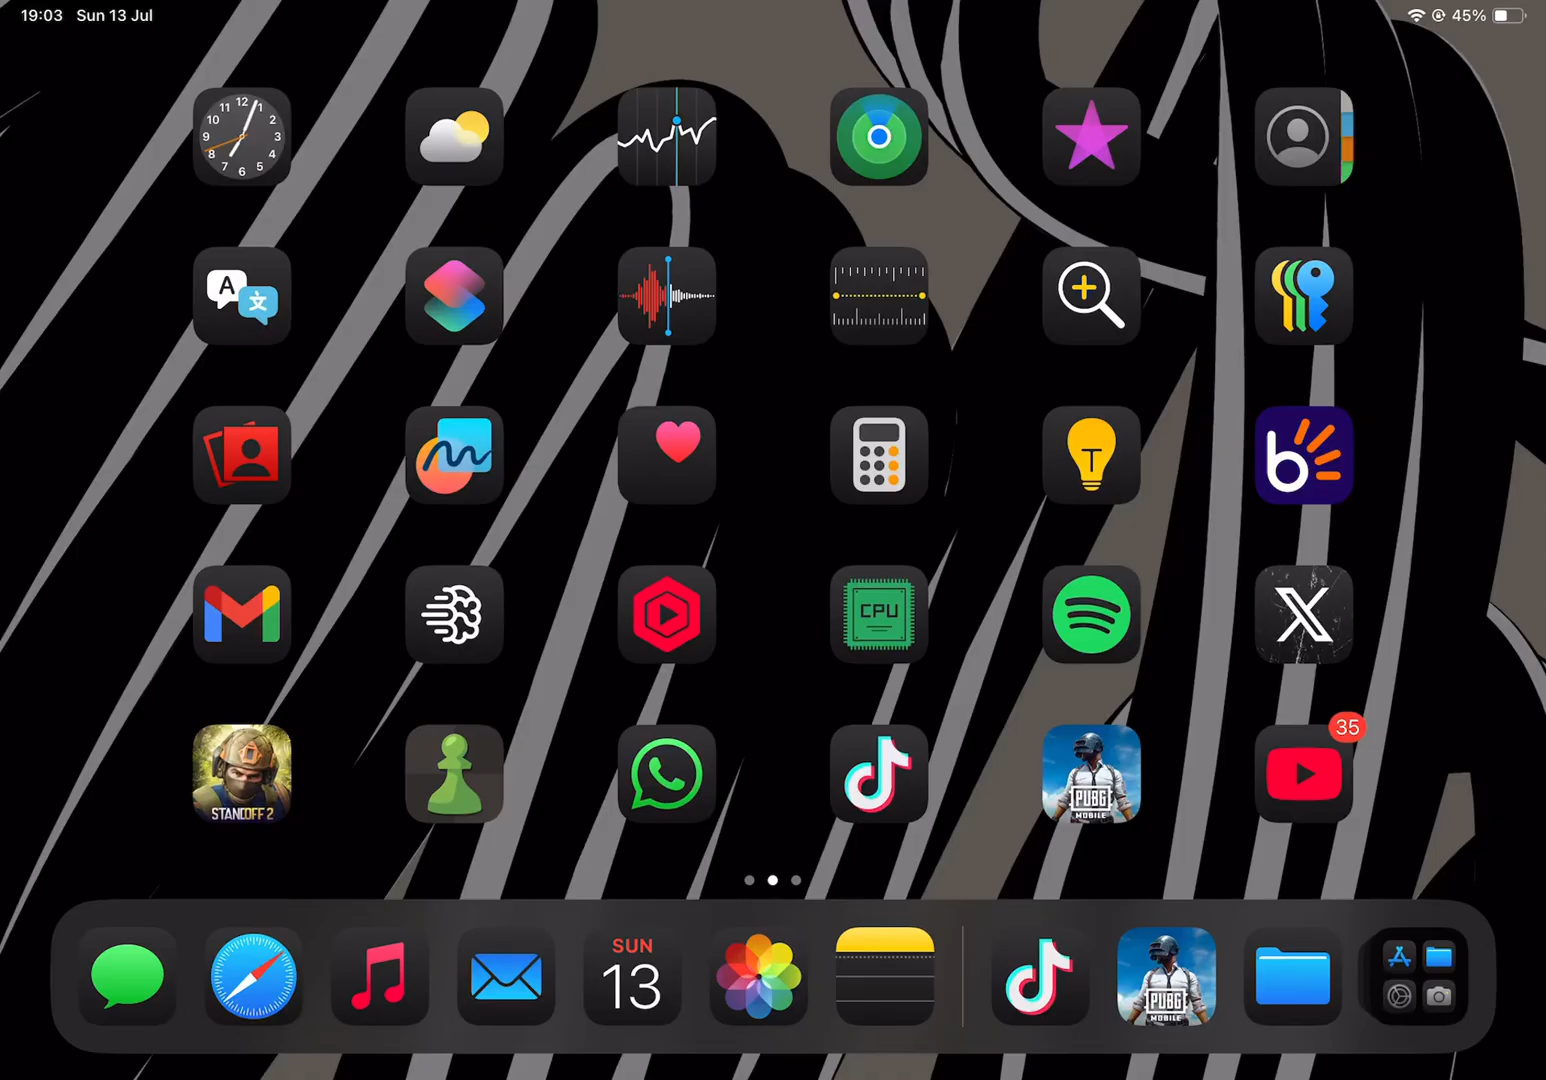 19:03 Sun 13 Jul
45%
12
11 1
10 2
9 3
8 4
7 5
6
A
文
T
b
CPU
X
STANDOFF 2
PUBG
MOBILE
35
SUN
13
PUBG
MOBILE